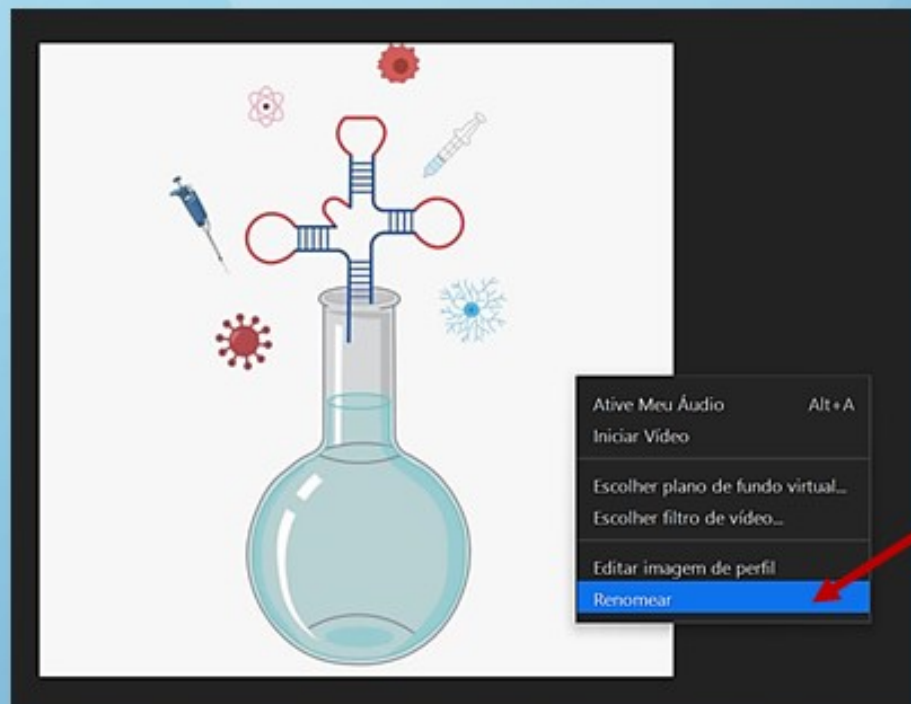 Ative Meu Áudio Alt+A
Iniciar Vídeo
Escolher plano de fundo virtual...
Escolher filtro de vídeo...
Editar imagem de perfil
Renomear